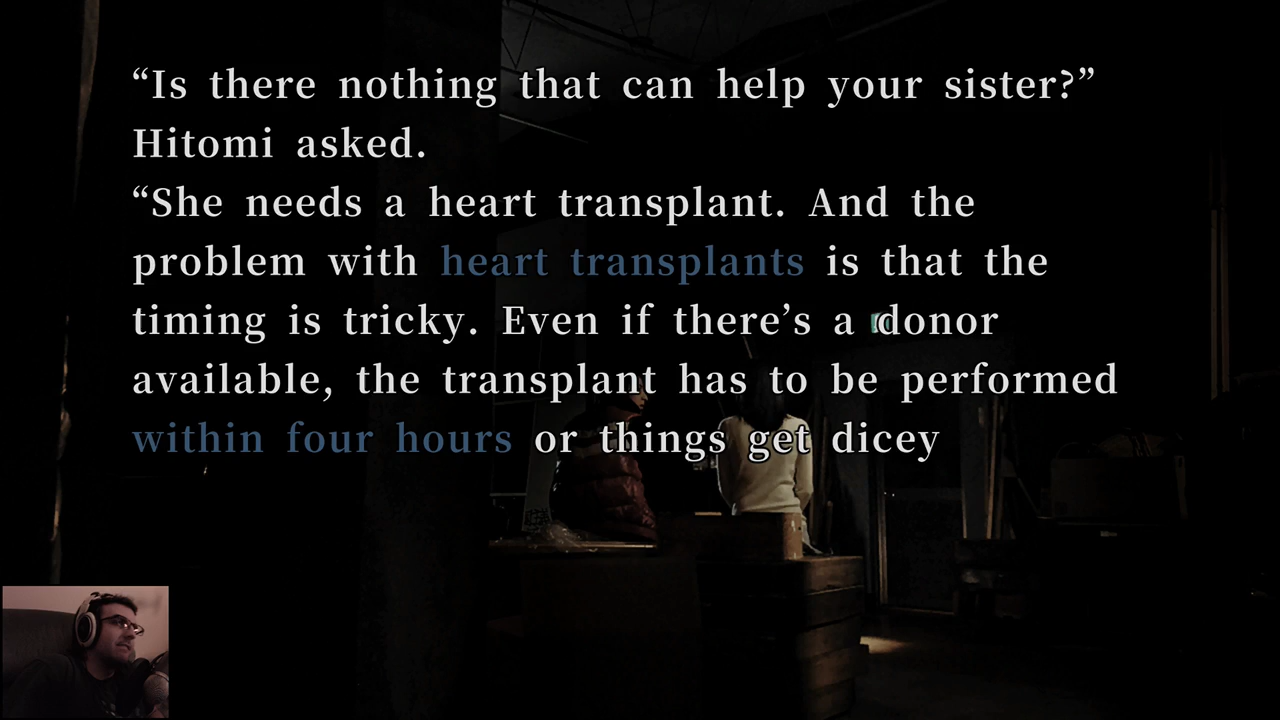 “Is there nothing that can help your sister?”
Hitomi asked.
“She needs a heart transplant. And the
problem with heart transplants is that the
timing is tricky. Even if there’s a donor
available, the transplant has to be performed
within four hours or things get dicey